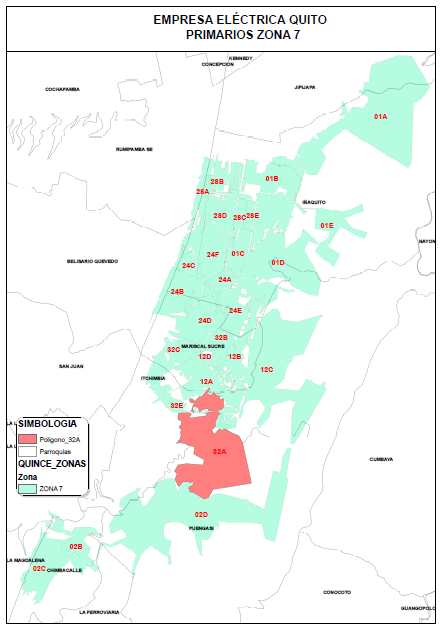 EMPRESA ELÉCTRICA QUITO
PRIMARIOS ZONA 7
KENNEDY
CONCEPCION
COCHAPAMBA
JIPIJAPA
01A
RUMIPAMBA SE
28B
01B
28A
IÑAQUITO
28D
28C
28E
01E
NAYON
24F
01C
BELISARIO QUEVEDO
24C
01D
24A
24B
24E
24D
32B
MARISCAL SUCRE
32C
12D
12B
SAN JUAN
12C
ITCHIMBIA
12A
32E
SIMBOLOGIA
Poligono_32A
Parroquias
QUINCE_ZONAS
Zona
ZONA 7
32A
CUMBAYA
02D
PUENGASI
02B
LA MAGDALENA
02C
CHIMBACALLE
CONOCOTO
LA FERROVIARIA
GUANGOPOLO